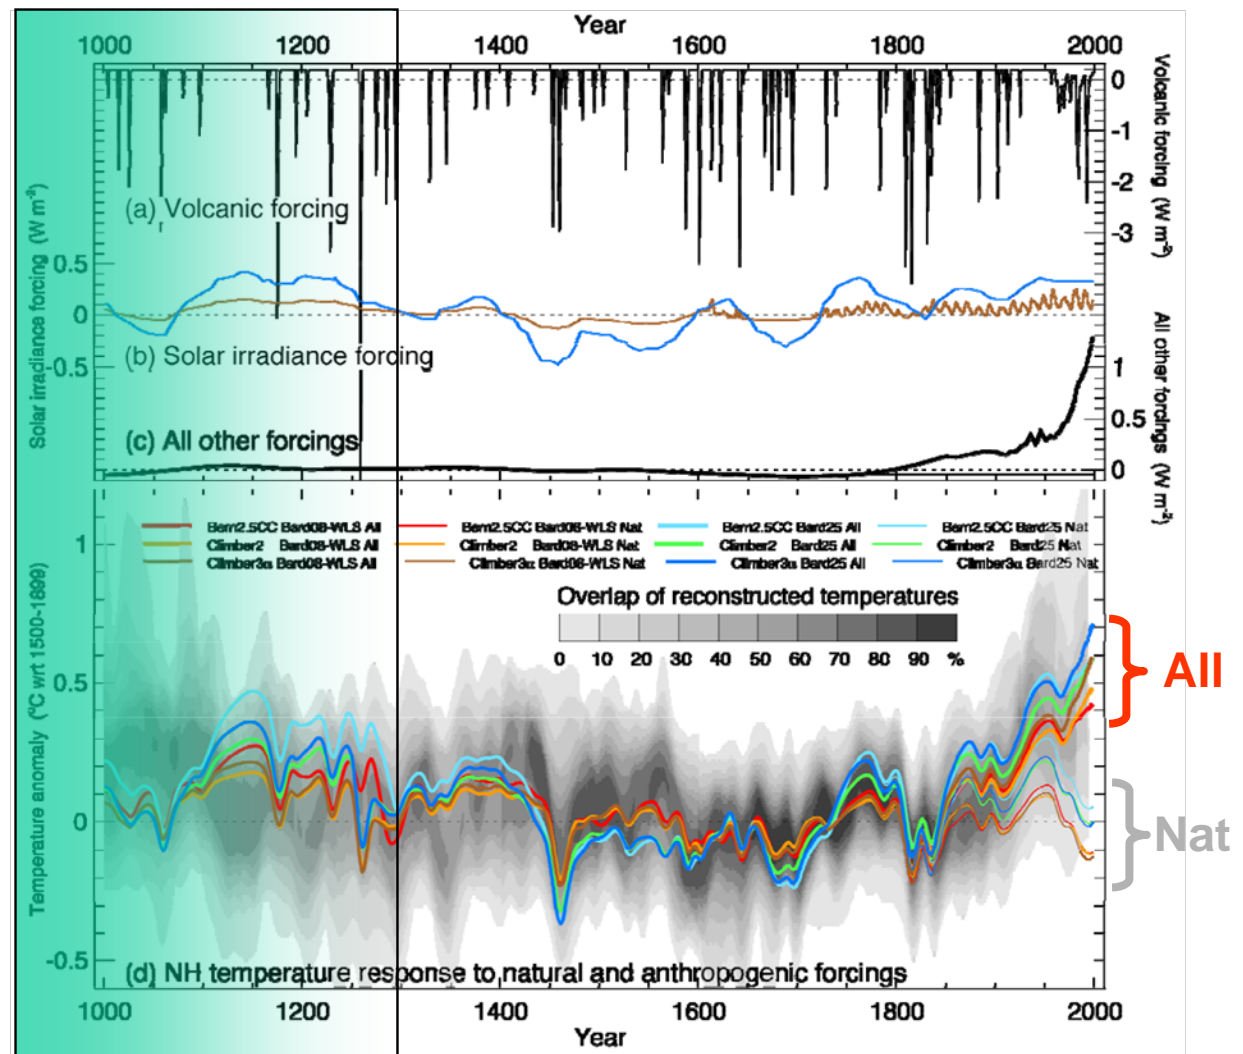 Year
1000 1200 1400 1600 1800 2000
0
-1
-2
-3
Volcanic forcing (W m⁻²)
(a) Volcanic forcing
Solar irradiance forcing (W m⁻²)
0.5
0
-0.5
(b) Solar irradiance forcing
All other forcings (W m⁻²)
1
0.5
0
(c) All other forcings
Bern2.5CC Bard08-WLS All Bern2.5CC Bard08-WLS Nat Bern2.5CC Bard25 All Bern2.5CC Bard25 Nat
Climber2 Bard08-WLS All Climber2 Bard08-WLS Nat Climber2 Bard25 All Climber2 Bard25 Nat
Climber3α Bard08-WLS All Climber3α Bard08-WLS Nat Climber3α Bard25 All Climber3α Bard25 Nat
Overlap of reconstructed temperatures
0 10 20 30 40 50 60 70 80 90 %
Temperature anomaly (°C wrt 1500-1899)
1
0.5
0
-0.5
All
Nat
(d) NH temperature response to natural and anthropogenic forcings
1000 1200 1400 1600 1800 2000
Year